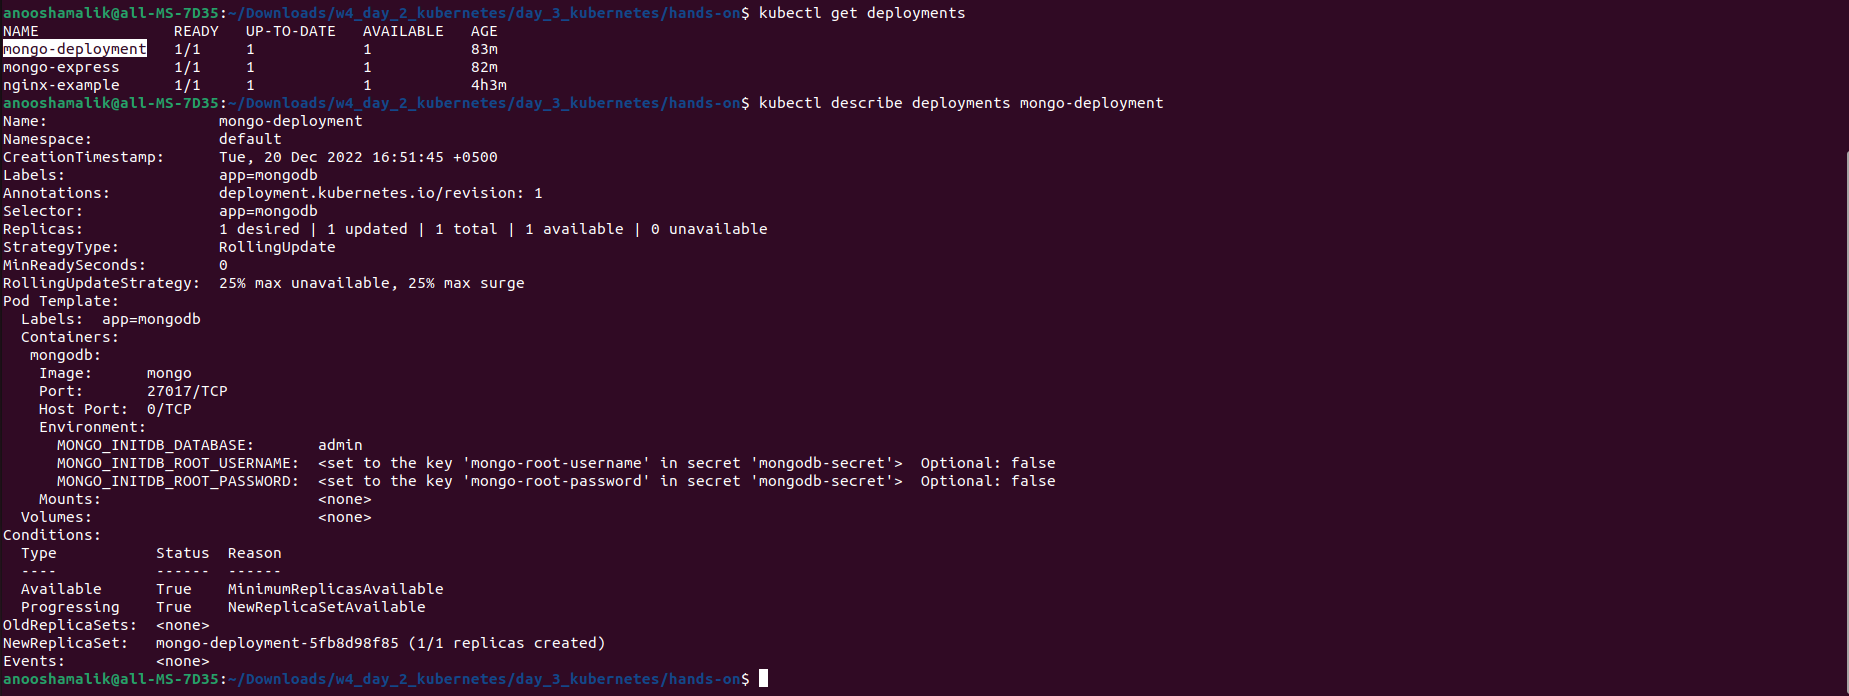 anooshamalik@all-MS-7D35:~/Downloads/w4_day_2_kubernetes/day_3_kubernetes/hands-on$ kubectl get deployments
NAME               READY   UP-TO-DATE   AVAILABLE   AGE
mongo-deployment   1/1     1            1           83m
mongo-express      1/1     1            1           82m
nginx-example      1/1     1            1           4h3m
anooshamalik@all-MS-7D35:~/Downloads/w4_day_2_kubernetes/day_3_kubernetes/hands-on$ kubectl describe deployments mongo-deployment
Name:                   mongo-deployment
Namespace:              default
CreationTimestamp:      Tue, 20 Dec 2022 16:51:45 +0500
Labels:                 app=mongodb
Annotations:            deployment.kubernetes.io/revision: 1
Selector:               app=mongodb
Replicas:               1 desired | 1 updated | 1 total | 1 available | 0 unavailable
StrategyType:           RollingUpdate
MinReadySeconds:        0
RollingUpdateStrategy:  25% max unavailable, 25% max surge
Pod Template:
  Labels:  app=mongodb
  Containers:
   mongodb:
    Image:      mongo
    Port:       27017/TCP
    Host Port:  0/TCP
    Environment:
      MONGO_INITDB_DATABASE:       admin
      MONGO_INITDB_ROOT_USERNAME:  <set to the key 'mongo-root-username' in secret 'mongodb-secret'>  Optional: false
      MONGO_INITDB_ROOT_PASSWORD:  <set to the key 'mongo-root-password' in secret 'mongodb-secret'>  Optional: false
    Mounts:                        <none>
  Volumes:                         <none>
Conditions:
  Type           Status  Reason
  ----           ------  ------
  Available      True    MinimumReplicasAvailable
  Progressing    True    NewReplicaSetAvailable
OldReplicaSets:  <none>
NewReplicaSet:   mongo-deployment-5fb8d98f85 (1/1 replicas created)
Events:          <none>
anooshamalik@all-MS-7D35:~/Downloads/w4_day_2_kubernetes/day_3_kubernetes/hands-on$